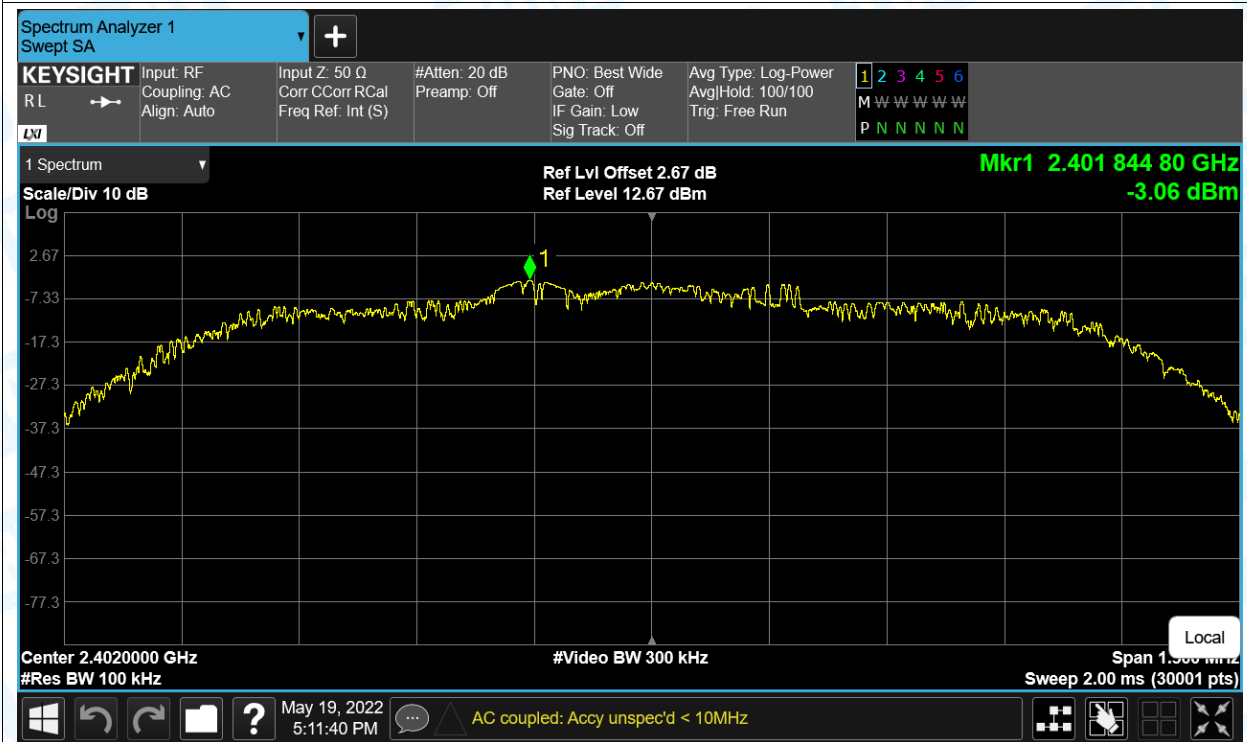 Spectrum Analyzer 1
Swept SA
+
KEYSIGHT
R L
LXI
Input: RF
Coupling: AC
Align: Auto
Input Z: 50 Ω
Corr CCorr RCal
Freq Ref: Int (S)
#Atten: 20 dB
Preamp: Off
PNO: Best Wide
Gate: Off
IF Gain: Low
Sig Track: Off
Avg Type: Log-Power
Avg|Hold: 100/100
Trig: Free Run
1 2 3 4 5 6
M W W W W W
P N N N N N
1 Spectrum
Scale/Div 10 dB
Log
Ref Lvl Offset 2.67 dB
Ref Level 12.67 dBm
Mkr1 2.401 844 80 GHz
-3.06 dBm
1
2.67
-7.33
-17.3
-27.3
-37.3
-47.3
-57.3
-67.3
-77.3
Local
Center 2.4020000 GHz
#Res BW 100 kHz
#Video BW 300 kHz
Span
Sweep 2.00 ms (30001 pts)
?
May 19, 2022
5:11:40 PM
AC coupled: Accy unspec'd < 10MHz